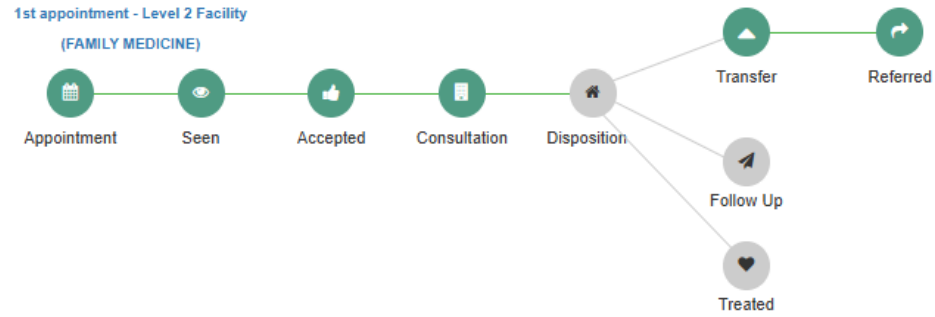 1st appointment - Level 2 Facility
(FAMILY MEDICINE)
Appointment
Seen
Accepted
Consultation
Disposition
Transfer
Referred
Follow Up
Treated